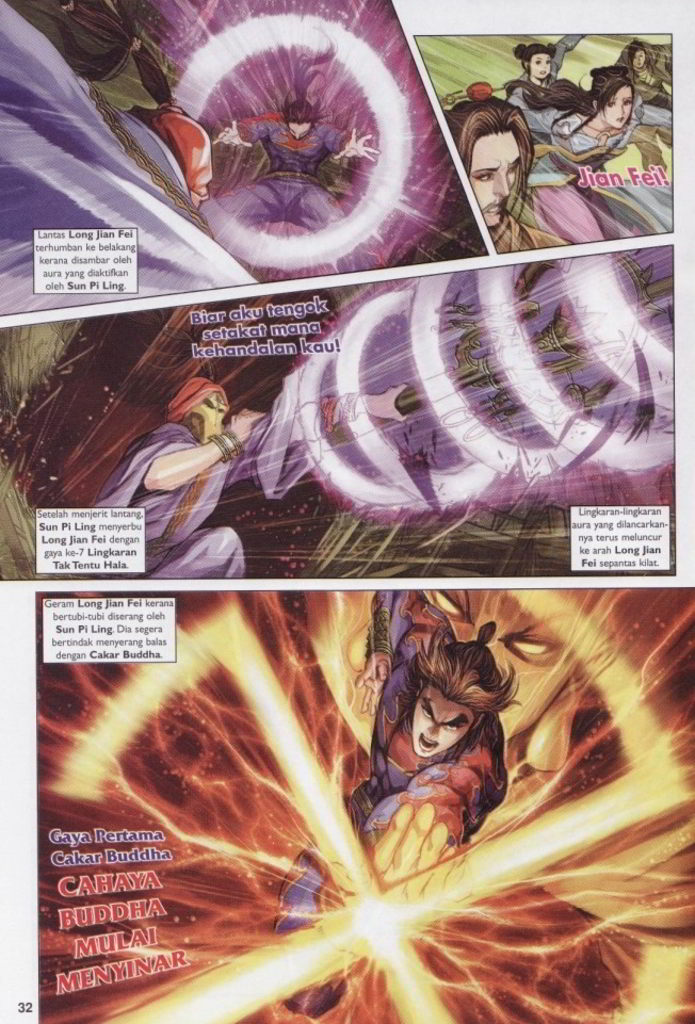 Lantas Long Jian Fei
terhumban ke belakang
kerana disambar oleh
aura yang diaktifkan
oleh Sun Pi Ling.
Jian Fei!
Biar aku tengok
setakat mana
kehandalan kau!
Setelah menjerit lantang,
Sun Pi Ling menyerbu
Long Jian Fei dengan
gaya ke-7 Lingkaran
Tak Tentu Hala.
Lingkaran-lingkaran
aura yang dilancarkan-
nya terus meluncur
ke arah Long Jian
Fei sepantas kilat.
Geram Long Jian Fei kerana
bertubi-tubi diserang oleh
Sun Pi Ling. Dia segera
bertindak menyerang balas
dengan Cakar Buddha.
Gaya Pertama
Cakar Buddha
CAHAYA
BUDDHA
MULAI
MENYINAR
32